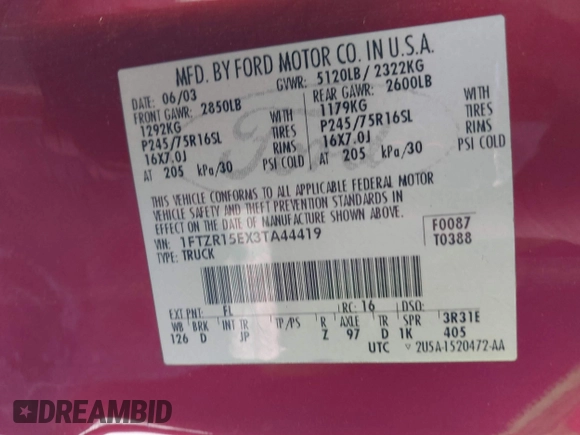 MFD. BY FORD MOTOR CO. IN U.S.A.
DATE: 06/03 GVWR: 5120LB / 2322KG
FRONT GAWR: 2850LB REAR GAWR: 2600LB
1292KG WITH 1179KG WITH
P245/75R16SL TIRES P245/75R16SL TIRES
16X7.0J RIMS 16X7.0J RIMS
AT 205 kPa/30 PSI COLD AT 205 kPa/30 PSI COLD
THIS VEHICLE CONFORMS TO ALL APPLICABLE FEDERAL MOTOR
VEHICLE SAFETY AND THEFT PREVENTION STANDARDS IN
EFFECT ON THE DATE OF MANUFACTURE SHOWN ABOVE.
VIN: 1FTZR15EX3TA44419 F0087
TYPE: TRUCK T0388
EXT PNT: FL RC: 16 DSO:
WB BRK INT TR TP/PS R AXLE TR SPR 3R31E
126 D JP Z 97 D 1K 405
UTC 2USA-1520472-AA
Ford
DREAMBID